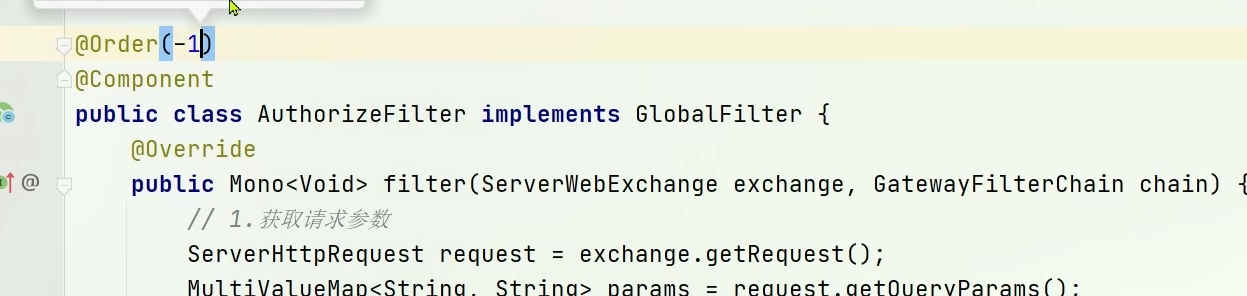 @Order(-1)
@Component
public class AuthorizeFilter implements GlobalFilter {
@Override
@
public Mono<Void> filter(ServerWebExchange exchange, GatewayFilterChain chain) {
// 1.获取请求参数
ServerHttpRequest request = exchange.getRequest();
MultiValueMap<String, String> params = request.getQueryParams();